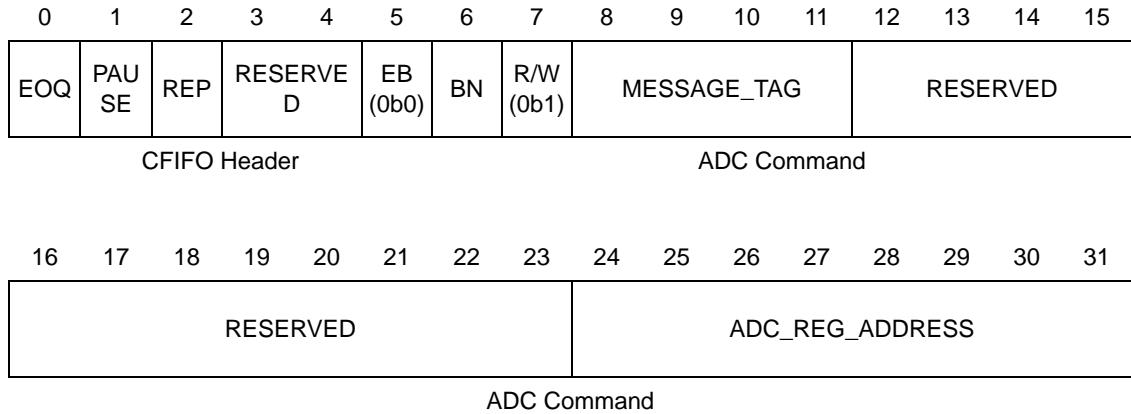 0 1 2 3 4 5 6 7 8 9 10 11 12 13 14 15
EOQ PAU SE REP RESERVE D EB (0b0) BN R/W (0b1) MESSAGE_TAG RESERVED
CFIFO Header ADC Command
16 17 18 19 20 21 22 23 24 25 26 27 28 29 30 31
RESERVED ADC_REG_ADDRESS
ADC Command